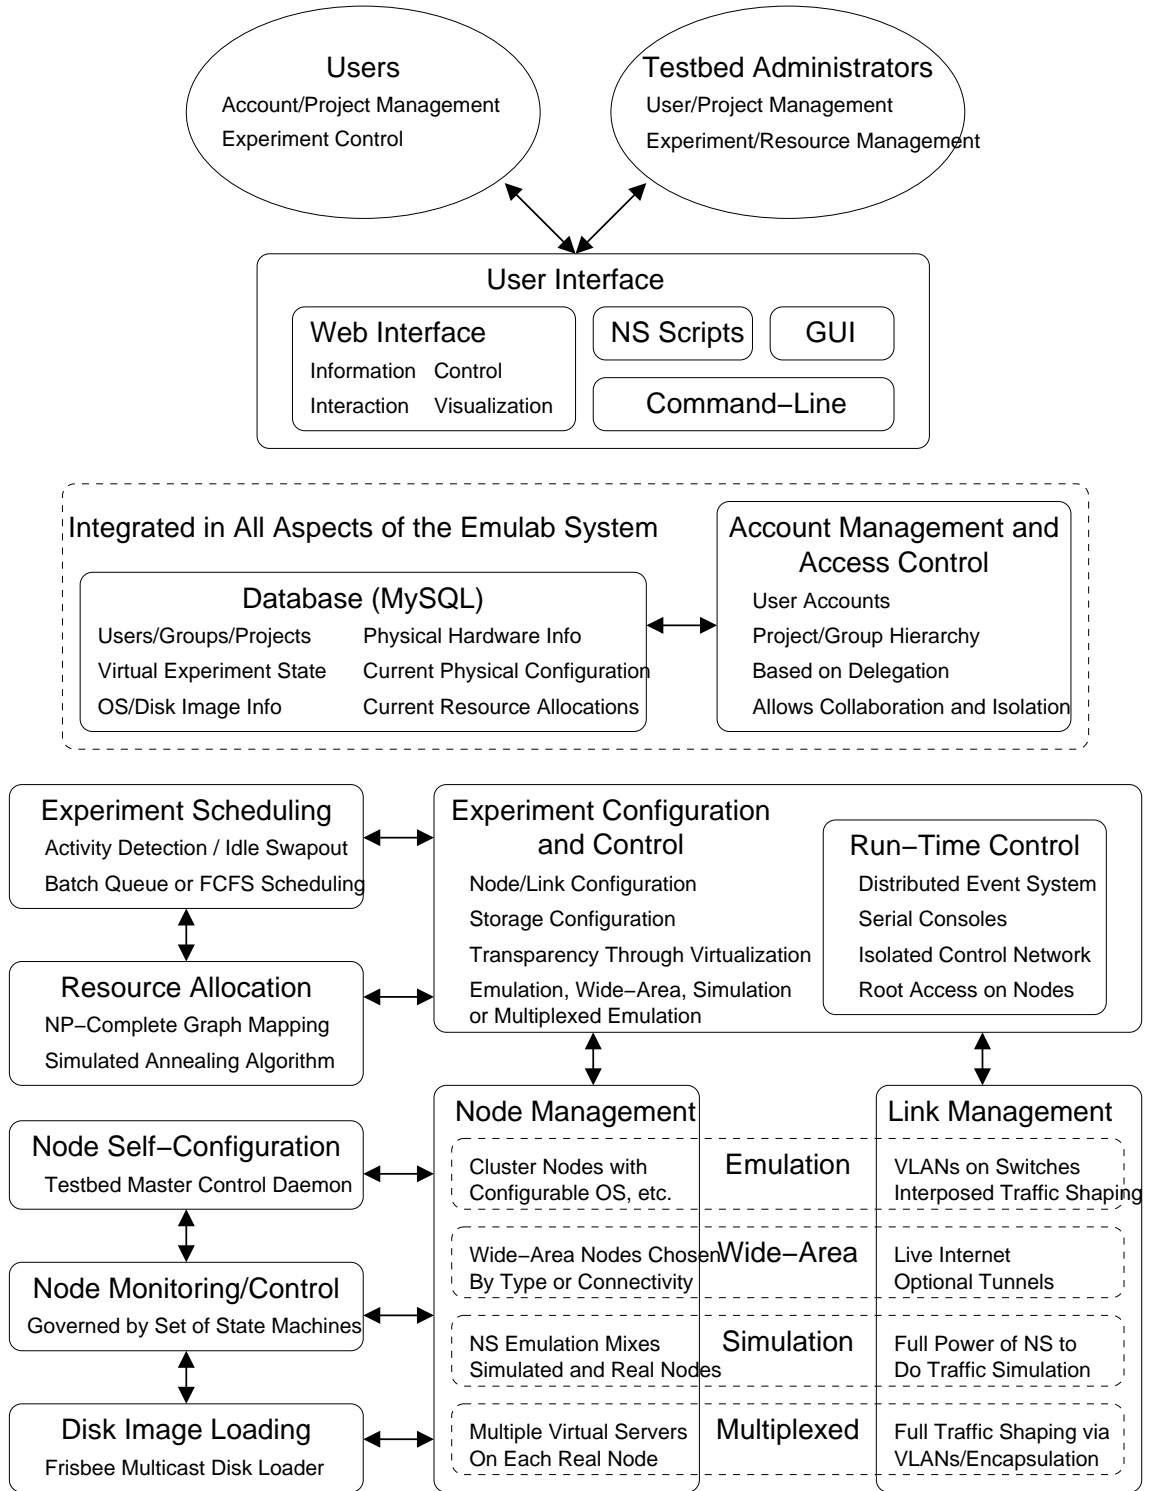 Users
Account/Project Management
Experiment Control
Testbed Administrators
User/Project Management
Experiment/Resource Management
User Interface
Web Interface
Information Control
Interaction Visualization
NS Scripts
GUI
Command−Line
Integrated in All Aspects of the Emulab System
Database (MySQL)
Users/Groups/Projects
Physical Hardware Info
Virtual Experiment State
Current Physical Configuration
OS/Disk Image Info
Current Resource Allocations
Account Management and
Access Control
User Accounts
Project/Group Hierarchy
Based on Delegation
Allows Collaboration and Isolation
Experiment Scheduling
Activity Detection / Idle Swapout
Batch Queue or FCFS Scheduling
Resource Allocation
NP−Complete Graph Mapping
Simulated Annealing Algorithm
Experiment Configuration
and Control
Node/Link Configuration
Storage Configuration
Transparency Through Virtualization
Emulation, Wide−Area, Simulation
or Multiplexed Emulation
Run−Time Control
Distributed Event System
Serial Consoles
Isolated Control Network
Root Access on Nodes
Node Self−Configuration
Testbed Master Control Daemon
Node Monitoring/Control
Governed by Set of State Machines
Disk Image Loading
Frisbee Multicast Disk Loader
Node Management
Link Management
Cluster Nodes with
Configurable OS, etc.
Emulation
VLANs on Switches
Interposed Traffic Shaping
Wide−Area Nodes Chosen
By Type or Connectivity
Wide−Area
Live Internet
Optional Tunnels
NS Emulation Mixes
Simulated and Real Nodes
Simulation
Full Power of NS to
Do Traffic Simulation
Multiple Virtual Servers
On Each Real Node
Multiplexed
Full Traffic Shaping via
VLANs/Encapsulation